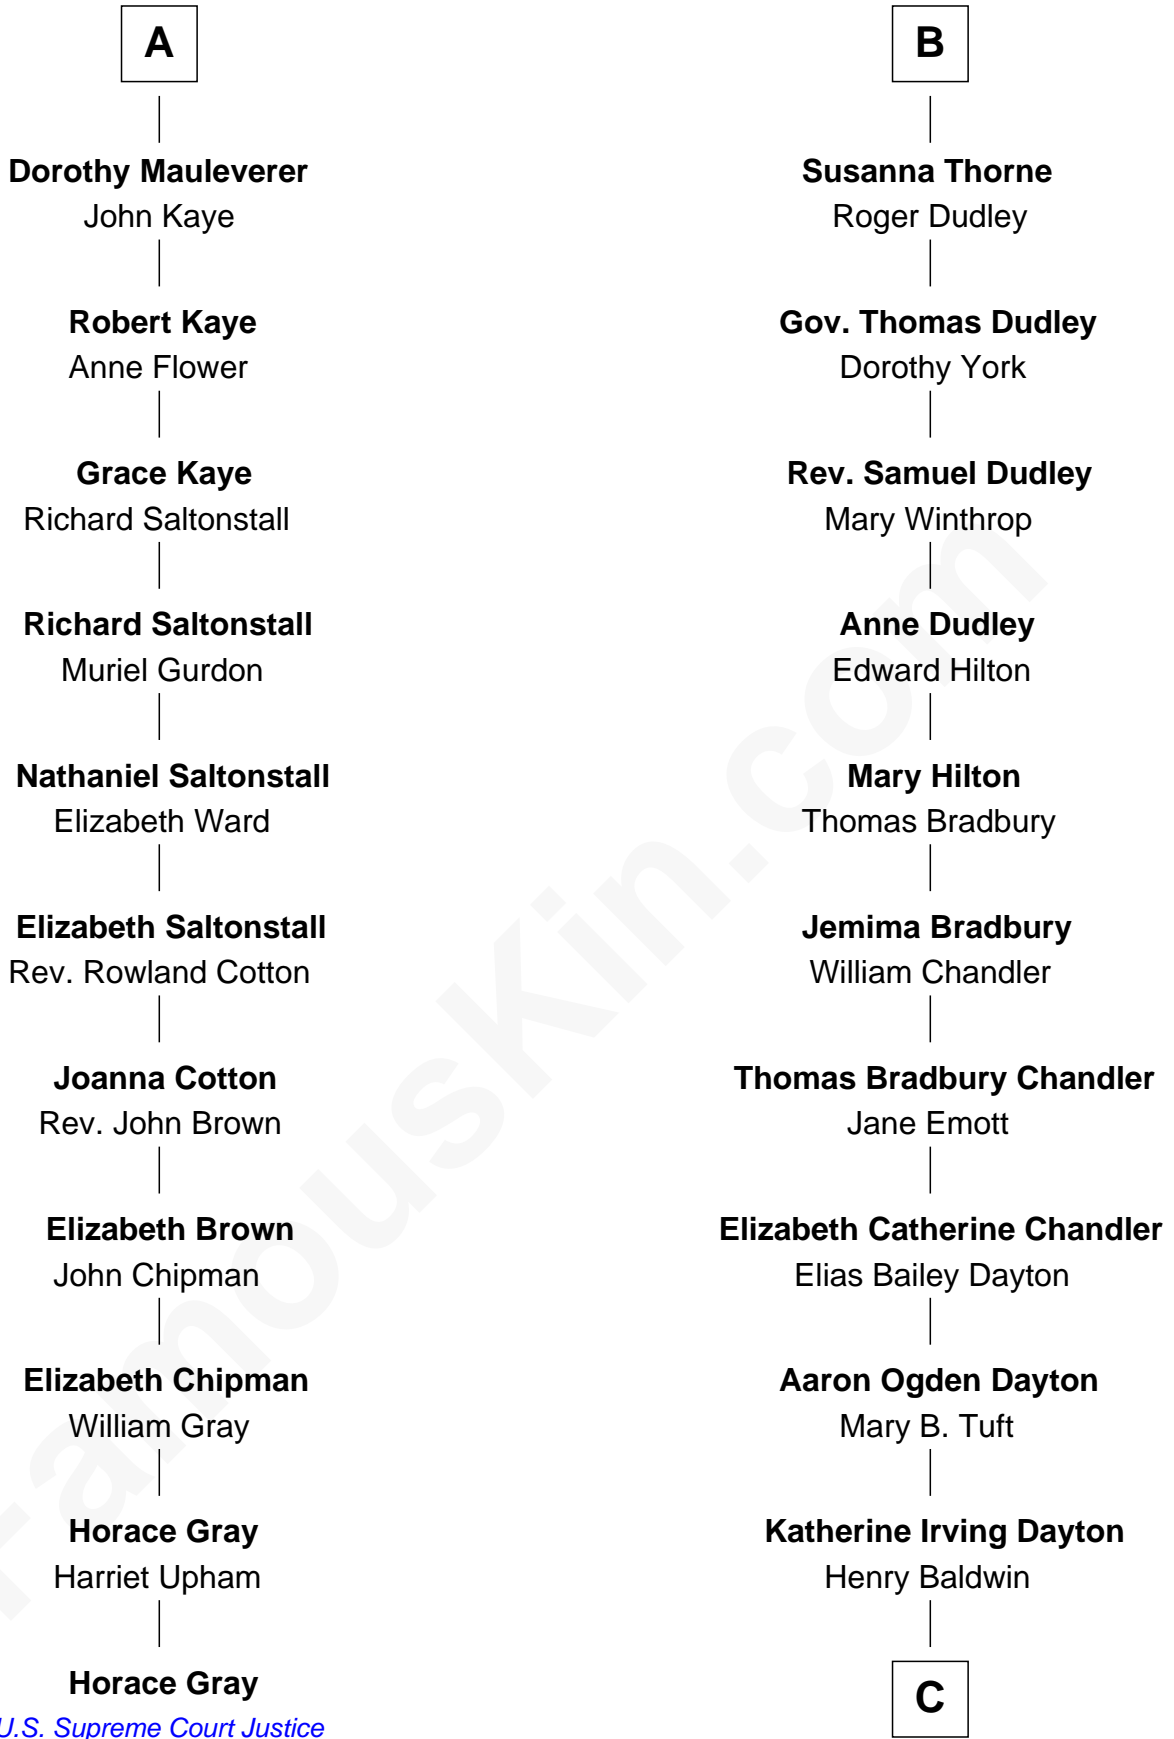 A
Dorothy Mauleverer
John Kaye
Robert Kaye
Anne Flower
Grace Kaye
Richard Saltonstall
Richard Saltonstall
Muriel Gurdon
Nathaniel Saltonstall
Elizabeth Ward
Elizabeth Saltonstall
Rev. Rowland Cotton
Joanna Cotton
Rev. John Brown
Elizabeth Brown
John Chipman
Elizabeth Chipman
William Gray
Horace Gray
Harriet Upham
Horace Gray
U.S. Supreme Court Justice
B
Susanna Thorne
Roger Dudley
Gov. Thomas Dudley
Dorothy York
Rev. Samuel Dudley
Mary Winthrop
Anne Dudley
Edward Hilton
Mary Hilton
Thomas Bradbury
Jemima Bradbury
William Chandler
Thomas Bradbury Chandler
Jane Emott
Elizabeth Catherine Chandler
Elias Bailey Dayton
Aaron Ogden Dayton
Mary B. Tuft
Katherine Irving Dayton
Henry Baldwin
C
FamousKin.com